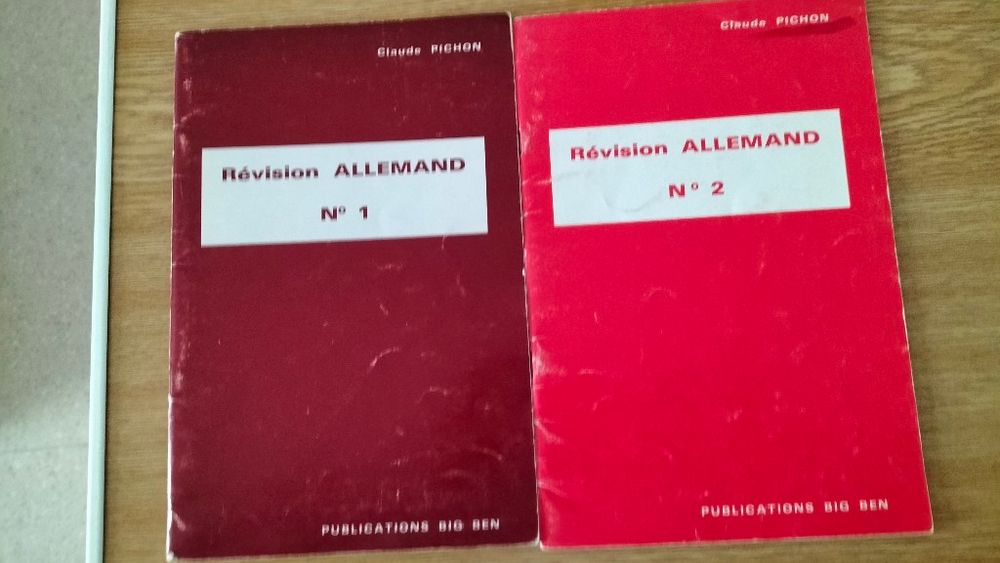 Claude PICHON
Révision ALLEMAND
N° 1
PUBLICATIONS BIG BEN
Claude PICHON
Révision ALLEMAND
N° 2
PUBLICATIONS BIG BEN